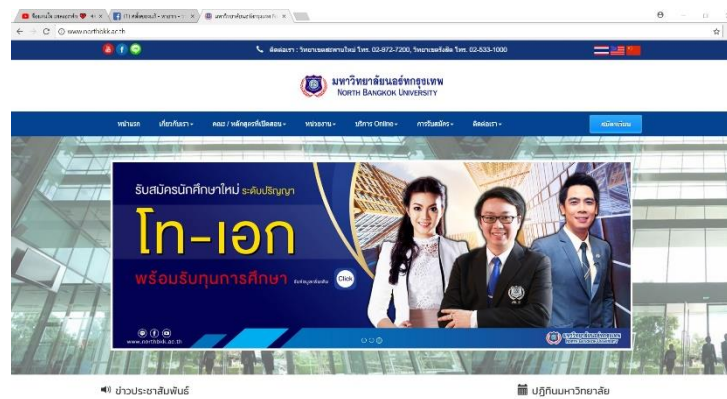 www.northbkk.ac.th
ติดต่อเรา : วิทยาเขตสะพานใหม่ โทร. 02-972-7200, วิทยาเขตรังสิต โทร. 02-533-1000
มหาวิทยาลัยนอร์ทกรุงเทพ
NORTH BANGKOK UNIVERSITY
หน้าแรก เกี่ยวกับเรา คณะ / หลักสูตรที่เปิดสอน หน่วยงาน บริการ Online การรับสมัคร ติดต่อเรา สมัครเรียน
รับสมัครนักศึกษาใหม่ ระดับปริญญา
โท-เอก
พร้อมรับทุนการศึกษา
Click
www.northbkk.ac.th
ข่าวประชาสัมพันธ์ ปฏิทินมหาวิทยาลัย